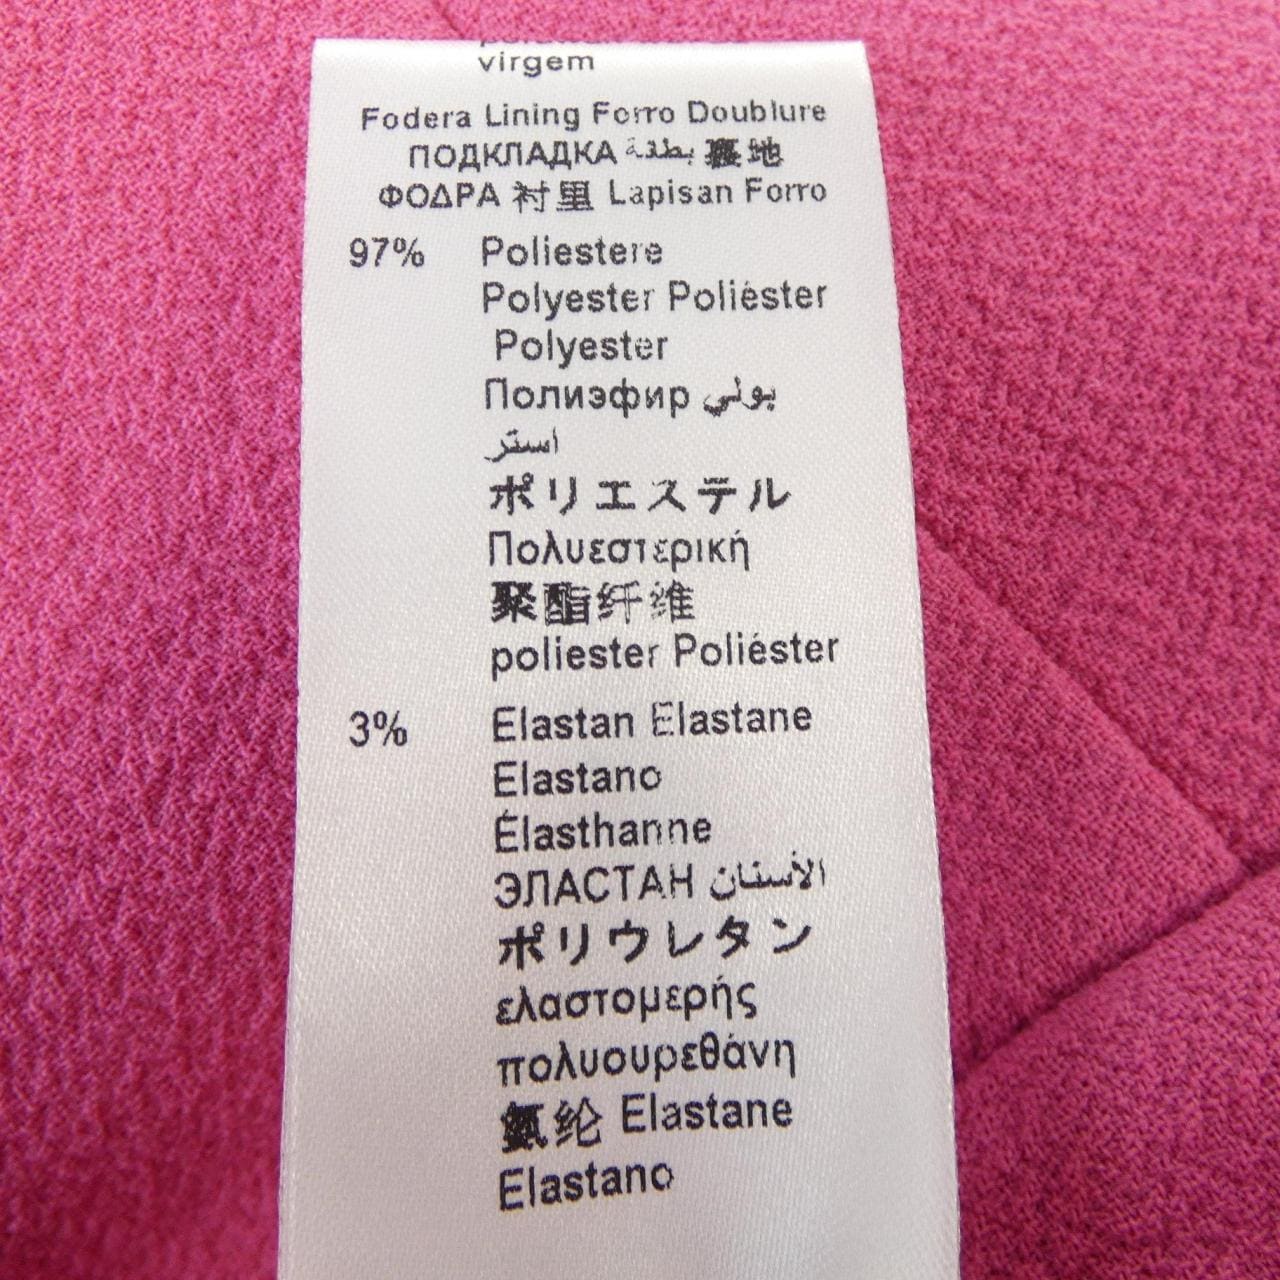 virgem
Fodera Lining Forro Doublure
ПОДКЛАДКА بطانة 裏地
ΦΟΔΡΑ 衬里 Lapisan Forro
97% Poliestere
Polyester Poliéster
Polyester
Полиэфир بولي
استر
ポリエステル
Πολυεστερική
聚酯纤维
poliester Poliéster
3% Elastan Elastane
Elastano
Élasthanne
ЭЛАСТАН الأستان
ポリウレタン
ελαστομερής
πολυουρεθάνη
氨纶 Elastane
Elastano